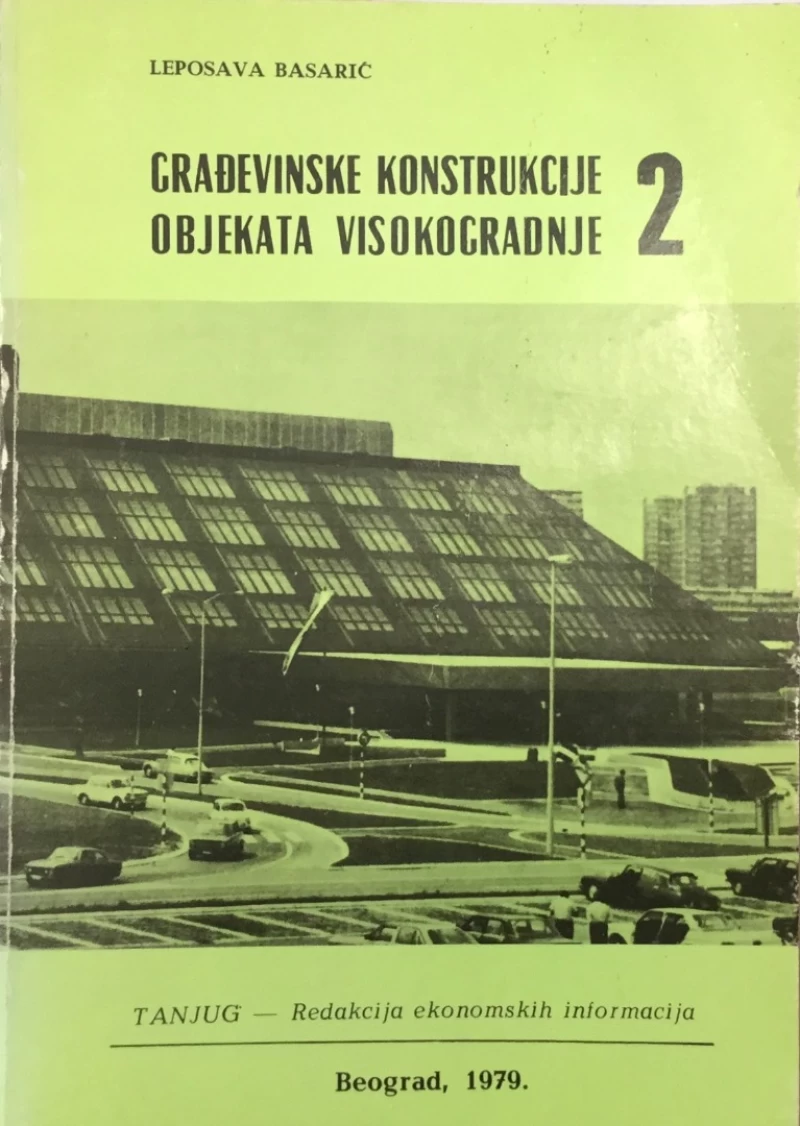 LEPOSAVA BASARIĆ
GRAĐEVINSKE KONSTRUKCIJE
OBJEKATA VISOKOGRADNJE 2
TANJUG — Redakcija ekonomskih informacija
Beograd, 1979.